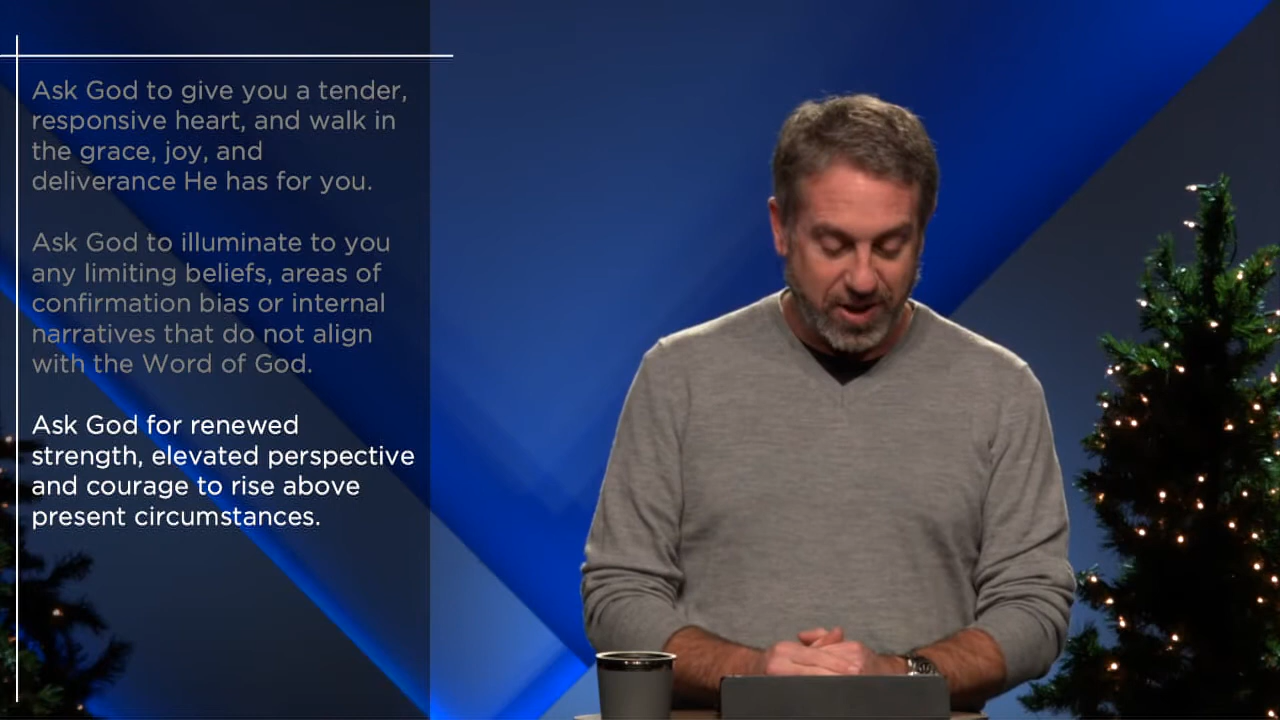 Ask God to give you a tender,
responsive heart, and walk in
the grace, joy, and
deliverance He has for you.
Ask God to illuminate to you
any limiting beliefs, areas of
confirmation bias or internal
narratives that do not align
with the Word of God.
Ask God for renewed
strength, elevated perspective
and courage to rise above
present circumstances.